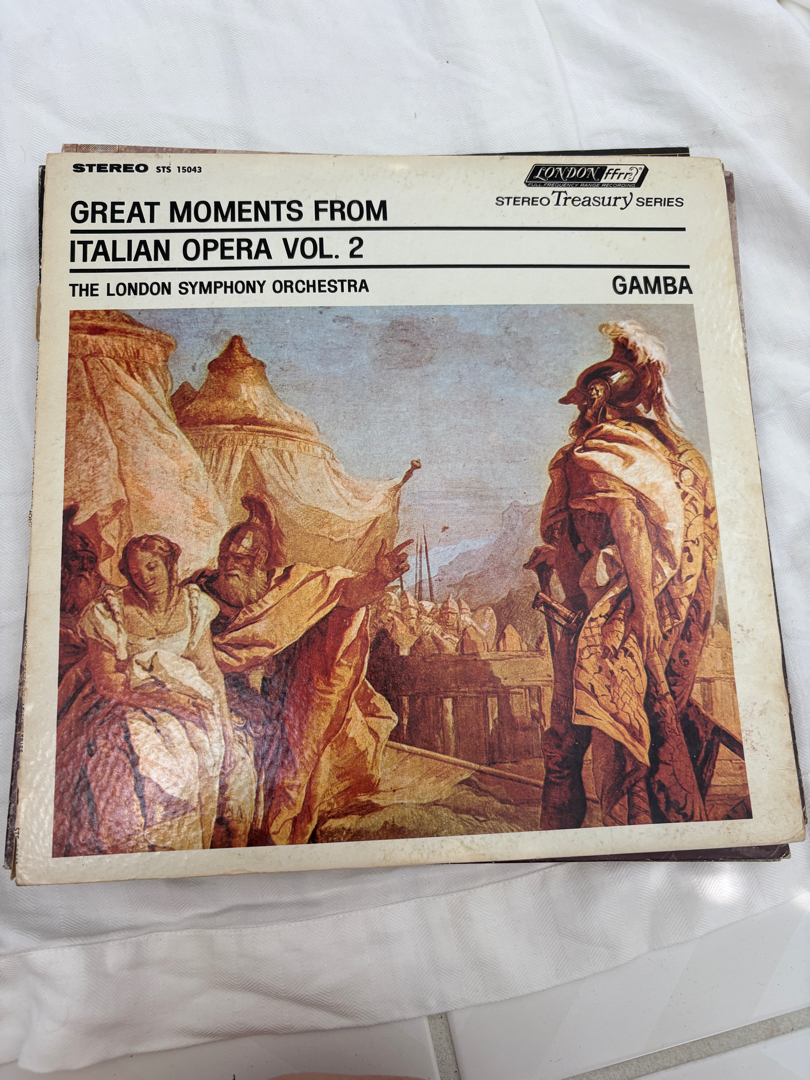 STEREO STS 15043
LONDON ffrr
FULL FREQUENCY RANGE RECORDING
STEREO Treasury SERIES
GREAT MOMENTS FROM
ITALIAN OPERA VOL. 2
THE LONDON SYMPHONY ORCHESTRA
GAMBA